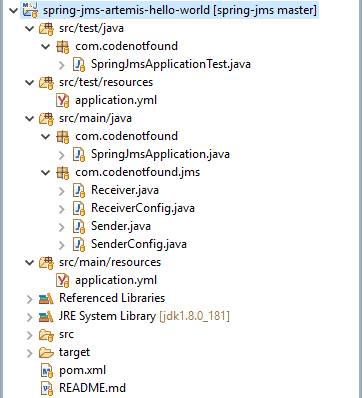 spring-jms-artemis-hello-world [spring-jms master]
src/test/java
com.codenotfound
SpringJmsApplicationTest.java
src/test/resources
application.yml
src/main/java
com.codenotfound
SpringJmsApplication.java
com.codenotfound.jms
Receiver.java
ReceiverConfig.java
Sender.java
SenderConfig.java
src/main/resources
application.yml
Referenced Libraries
JRE System Library [jdk1.8.0_181]
src
target
pom.xml
README.md